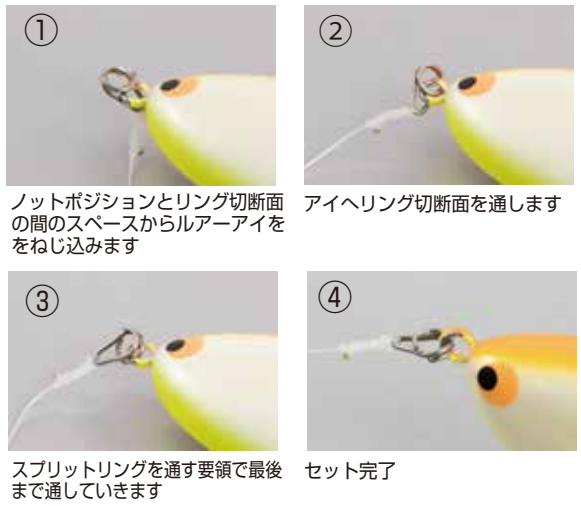 ①
ノットポジションとリング切断面
の間のスペースからルアーアイを
をねじ込みます
②
アイへリング切断面を通します
③
スプリットリングを通す要領で最後
まで通していきます
④
セット完了